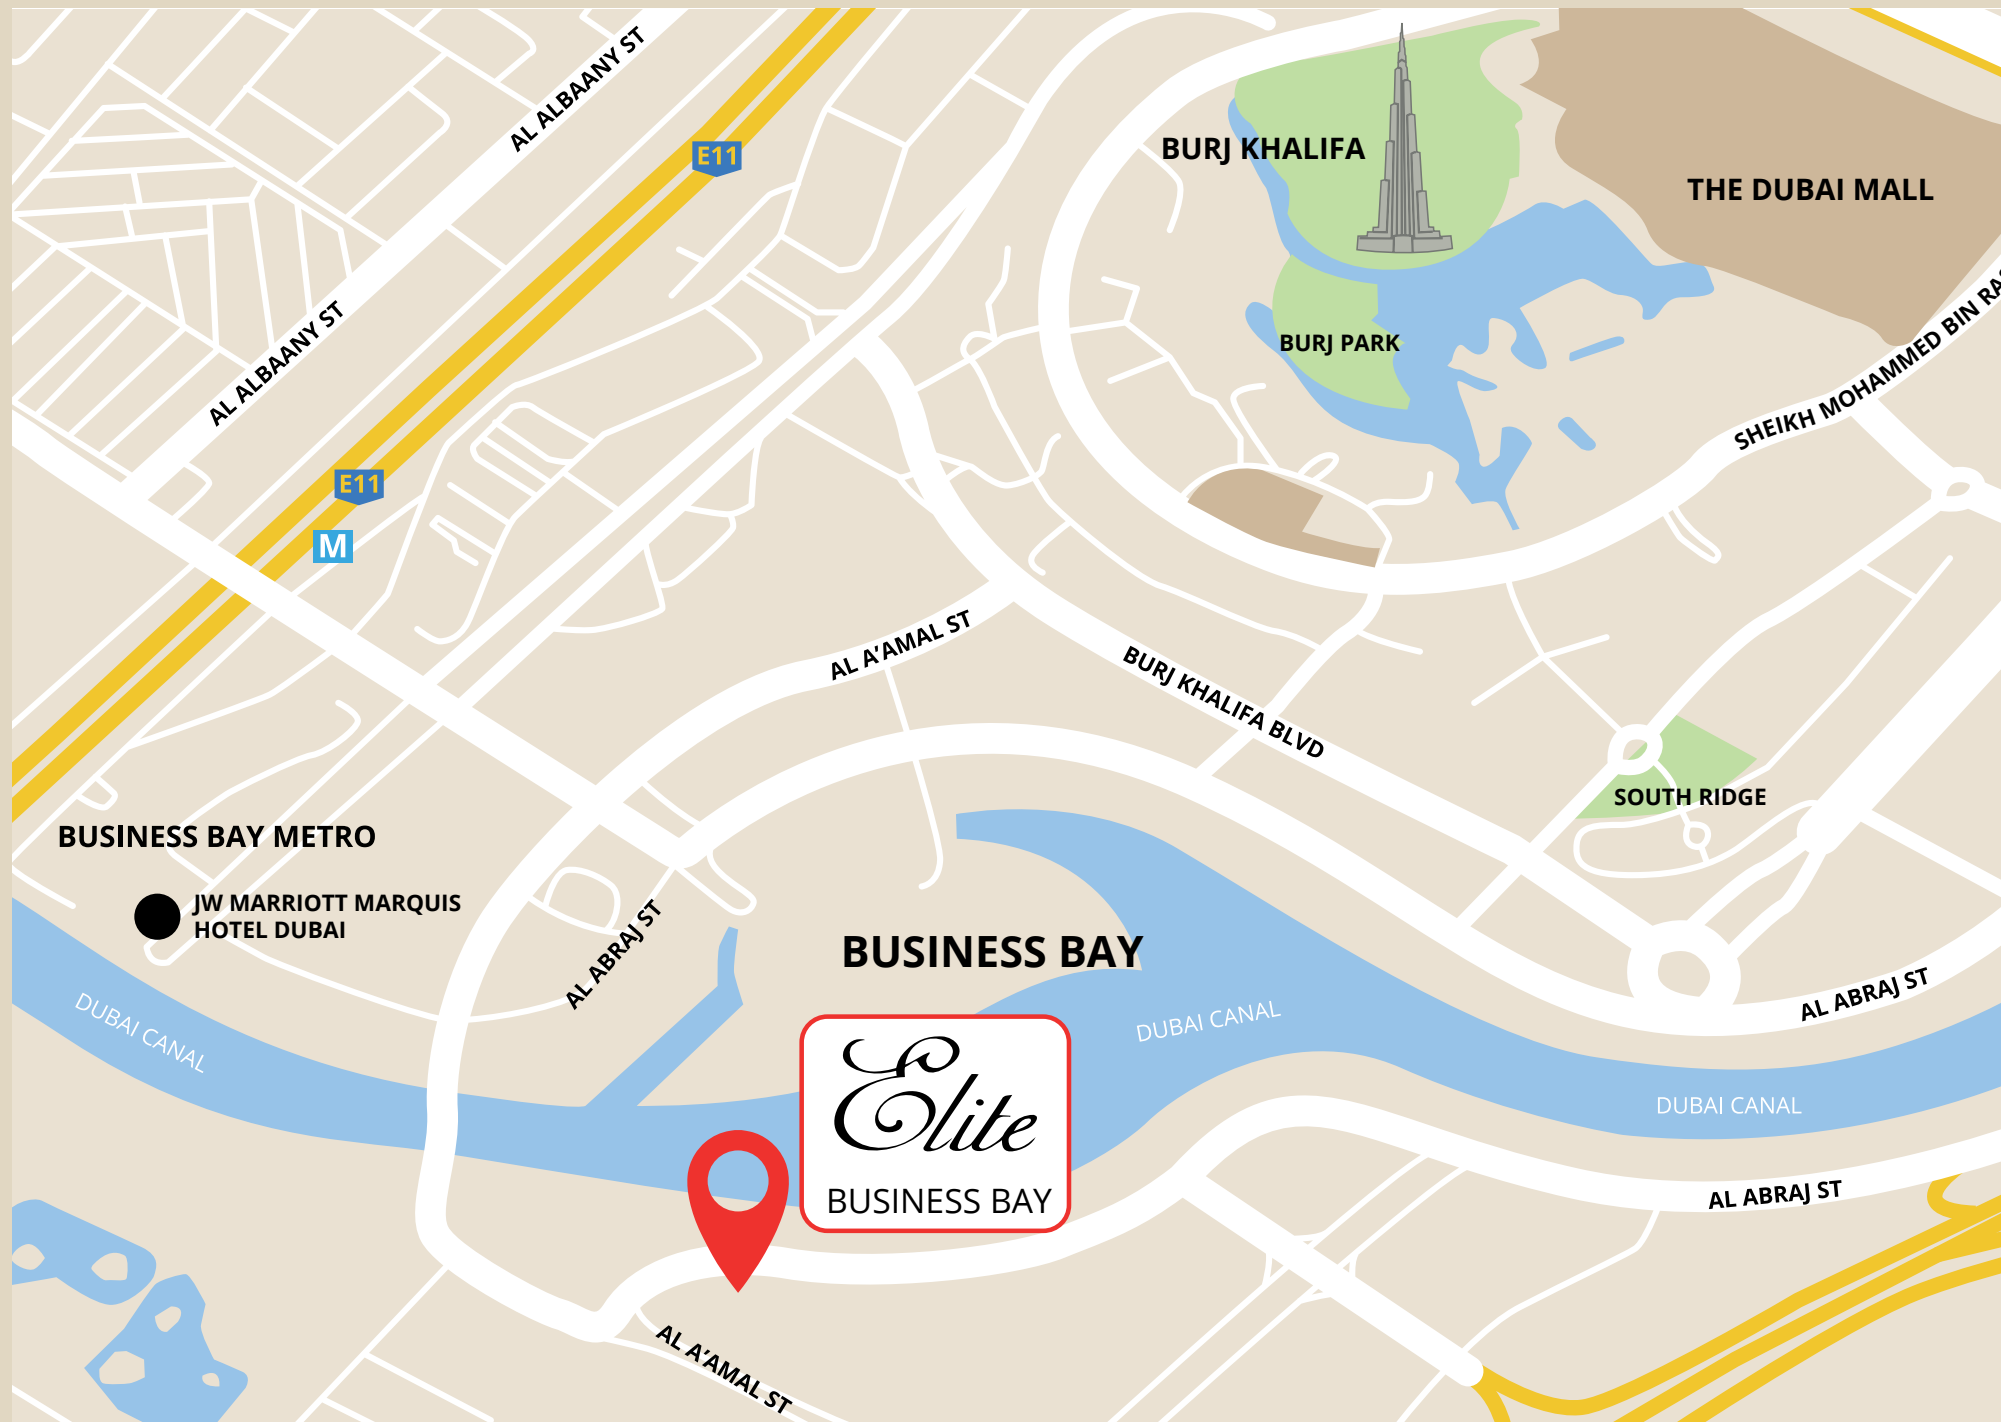 AL ALBAANY ST
E11
BURJ KHALIFA
THE DUBAI MALL
AL ALBAANY ST
BURJ PARK
SHEIKH MOHAMMED BIN
E11
M
AL A'AMAL ST
BURJ KHALIFA BLVD
SOUTH RIDGE
BUSINESS BAY METRO
JW MARRIOTT MARQUIS
HOTEL DUBAI
AL ABRAJ ST
BUSINESS BAY
AL ABRAJ ST
DUBAI CANAL
DUBAI CANAL
DUBAI CANAL
Elite
BUSINESS BAY
AL ABRAJ ST
AL A'AMAL ST